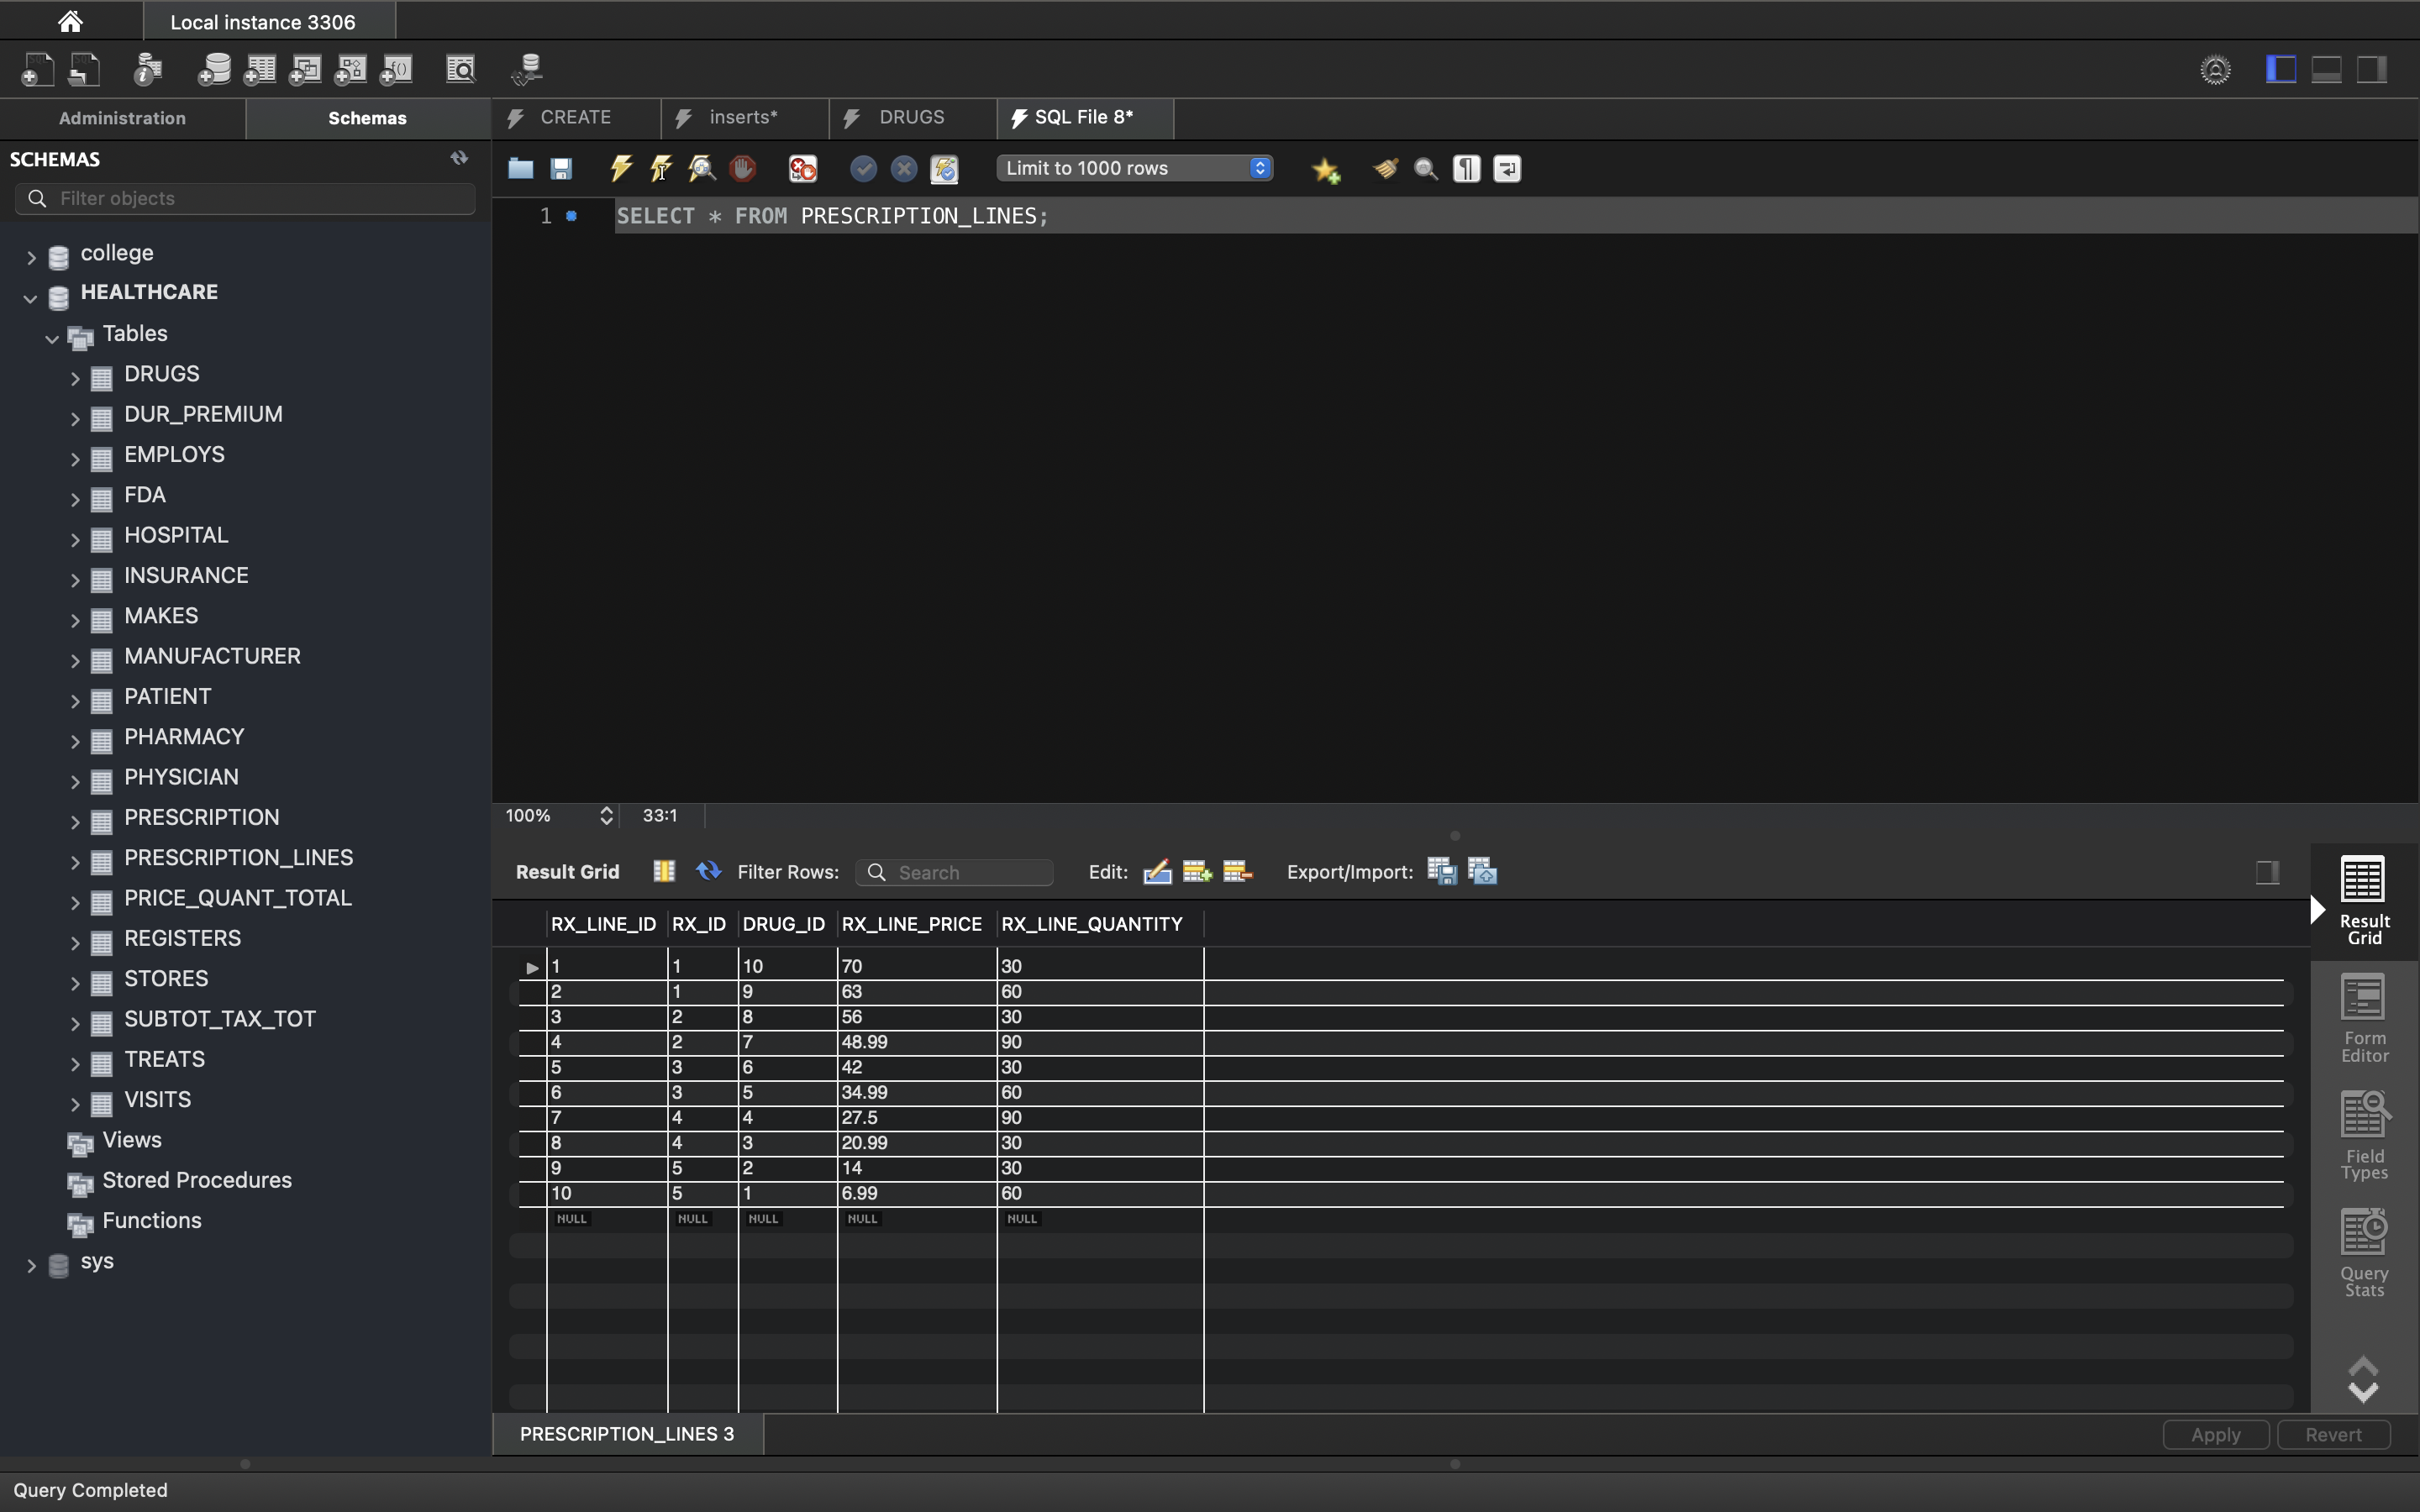 Local instance 3306
Administration
Schemas
CREATE
inserts*
DRUGS
SQL File 8*
SCHEMAS
Filter objects
Limit to 1000 rows
1
SELECT * FROM PRESCRIPTION_LINES;
college
HEALTHCARE
Tables
DRUGS
DUR_PREMIUM
EMPLOYS
FDA
HOSPITAL
INSURANCE
MAKES
MANUFACTURER
PATIENT
PHARMACY
PHYSICIAN
PRESCRIPTION
PRESCRIPTION_LINES
PRICE_QUANT_TOTAL
REGISTERS
STORES
SUBTOT_TAX_TOT
TREATS
VISITS
Views
Stored Procedures
Functions
sys
100% 33:1
Result Grid Filter Rows: Search Edit: Export/Import:
RX_LINE_ID RX_ID DRUG_ID RX_LINE_PRICE RX_LINE_QUANTITY
1 1 10 70 30
2 1 9 63 60
3 2 8 56 30
4 2 7 48.99 90
5 3 6 42 30
6 3 5 34.99 60
7 4 4 27.5 90
8 4 3 20.99 30
9 5 2 14 30
10 5 1 6.99 60
NULL NULL NULL NULL NULL
Result
Grid
Form
Editor
Field
Types
Query
Stats
PRESCRIPTION_LINES 3
Apply
Revert
Query Completed